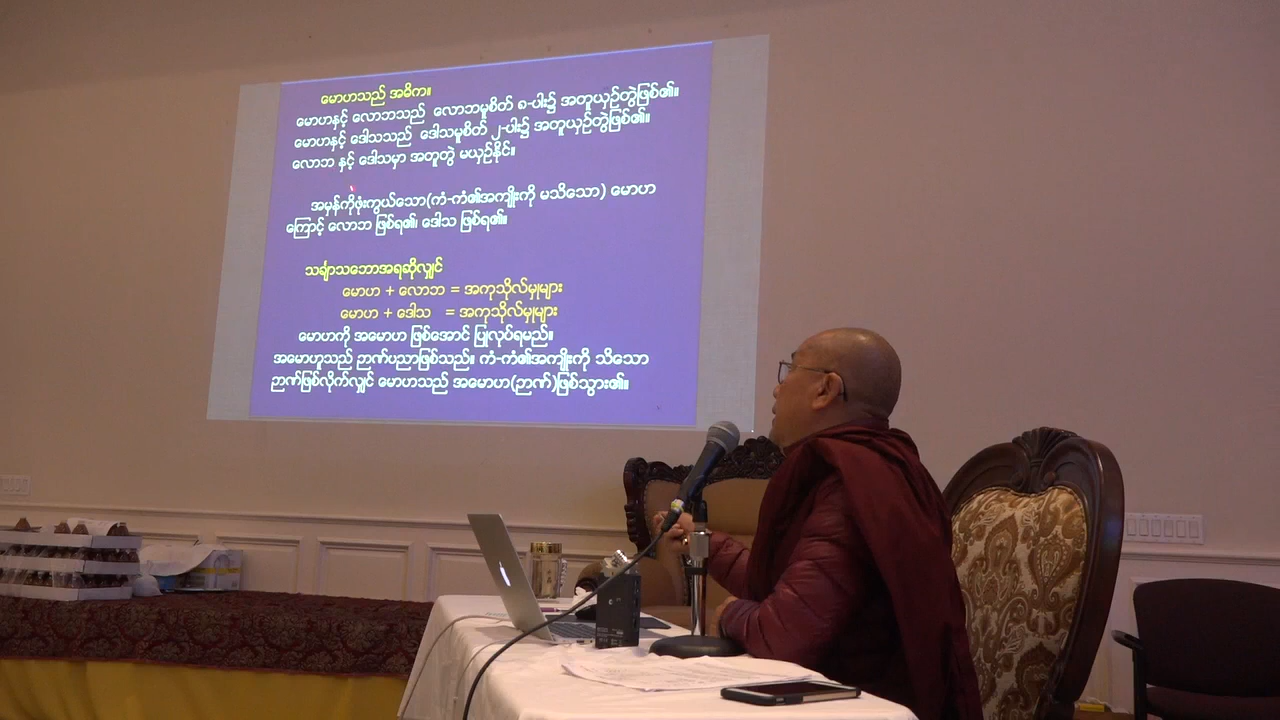 မောဟသည် အဓိက။
မောဟနှင့် လောဘသည် လောဘမူစိတ် ၈-ပါး၌ အတူယှဉ်တွဲဖြစ်၏။
မောဟနှင့် ဒေါသသည် ဒေါသမူစိတ် ၂-ပါး၌ အတူယှဉ်တွဲဖြစ်၏။
လောဘ နှင့် ဒေါသမှာ အတူတွဲ မယှဉ်နိုင်။
အမှန်ကိုဖုံးကွယ်သော(ကံ-ကံ၏အကျိုးကို မသိသော) မောဟ
ကြောင့် လောဘ ဖြစ်ရ၏၊ ဒေါသ ဖြစ်ရ၏။
သင်္ချာသဘောအရဆိုလျှင်
မောဟ + လောဘ = အကုသိုလ်မှုများ
မောဟ + ဒေါသ = အကုသိုလ်မှုများ
မောဟကို အမောဟ ဖြစ်အောင် ပြုလုပ်ရမည်။
အမောဟူသည် ဉာဏ်ပညာဖြစ်သည်။ ကံ-ကံ၏အကျိုးကို သိသော
ဉာဏ်ဖြစ်လိုက်လျှင် မောဟသည် အမောဟ(ဉာဏ်)ဖြစ်သွား၏။